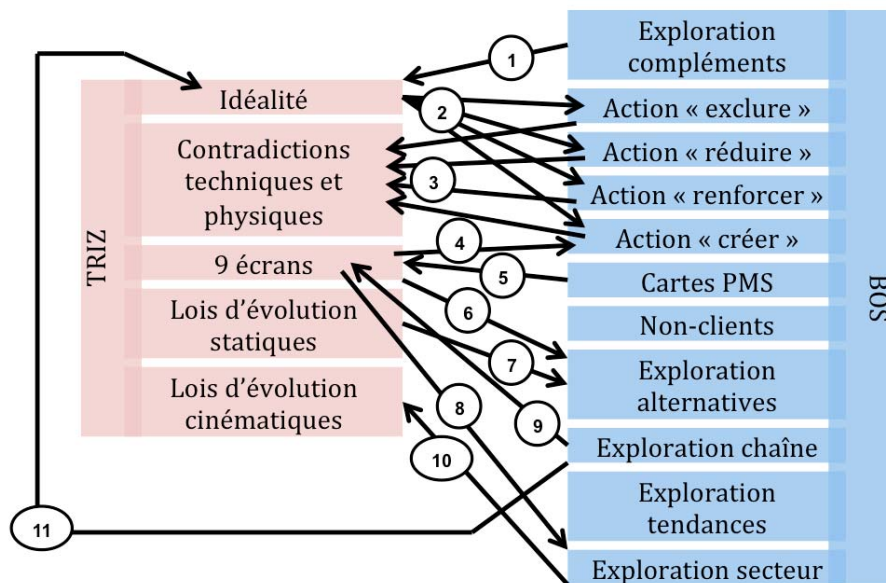 TRIZ
Idéalité
Contradictions
techniques et
physiques
9 écrans
Lois d'évolution
statiques
Lois d'évolution
cinématiques
1
2
3
4
5
6
7
8
9
10
11
Exploration
compléments
Action « exclure »
Action « réduire »
Action « renforcer »
Action « créer »
Cartes PMS
Non-clients
Exploration
alternatives
Exploration chaîne
Exploration
tendances
Exploration secteur
BOS